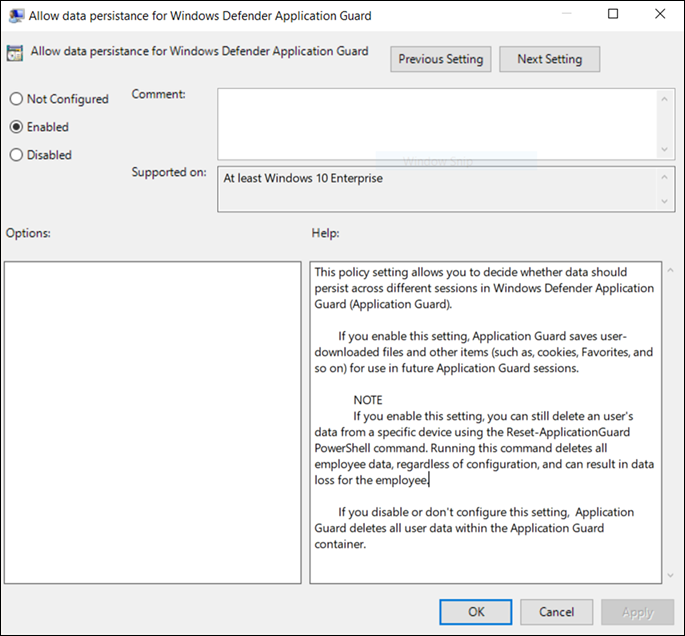 Allow data persistance for Windows Defender Application Guard
Allow data persistance for Windows Defender Application Guard
Previous Setting
Next Setting
Not Configured
Comment:
Enabled
Disabled
Window Snip
Supported on:
At least Windows 10 Enterprise
Options:
Help:
This policy setting allows you to decide whether data should
persist across different sessions in Windows Defender Application
Guard (Application Guard).
If you enable this setting, Application Guard saves user-
downloaded files and other items (such as, cookies, Favorites, and
so on) for use in future Application Guard sessions.
NOTE
If you enable this setting, you can still delete an user's
data from a specific device using the Reset-ApplicationGuard
PowerShell command. Running this command deletes all
employee data, regardless of configuration, and can result in data
loss for the employee.
If you disable or don't configure this setting,  Application
Guard deletes all user data within the Application Guard
container.
OK
Cancel
Apply